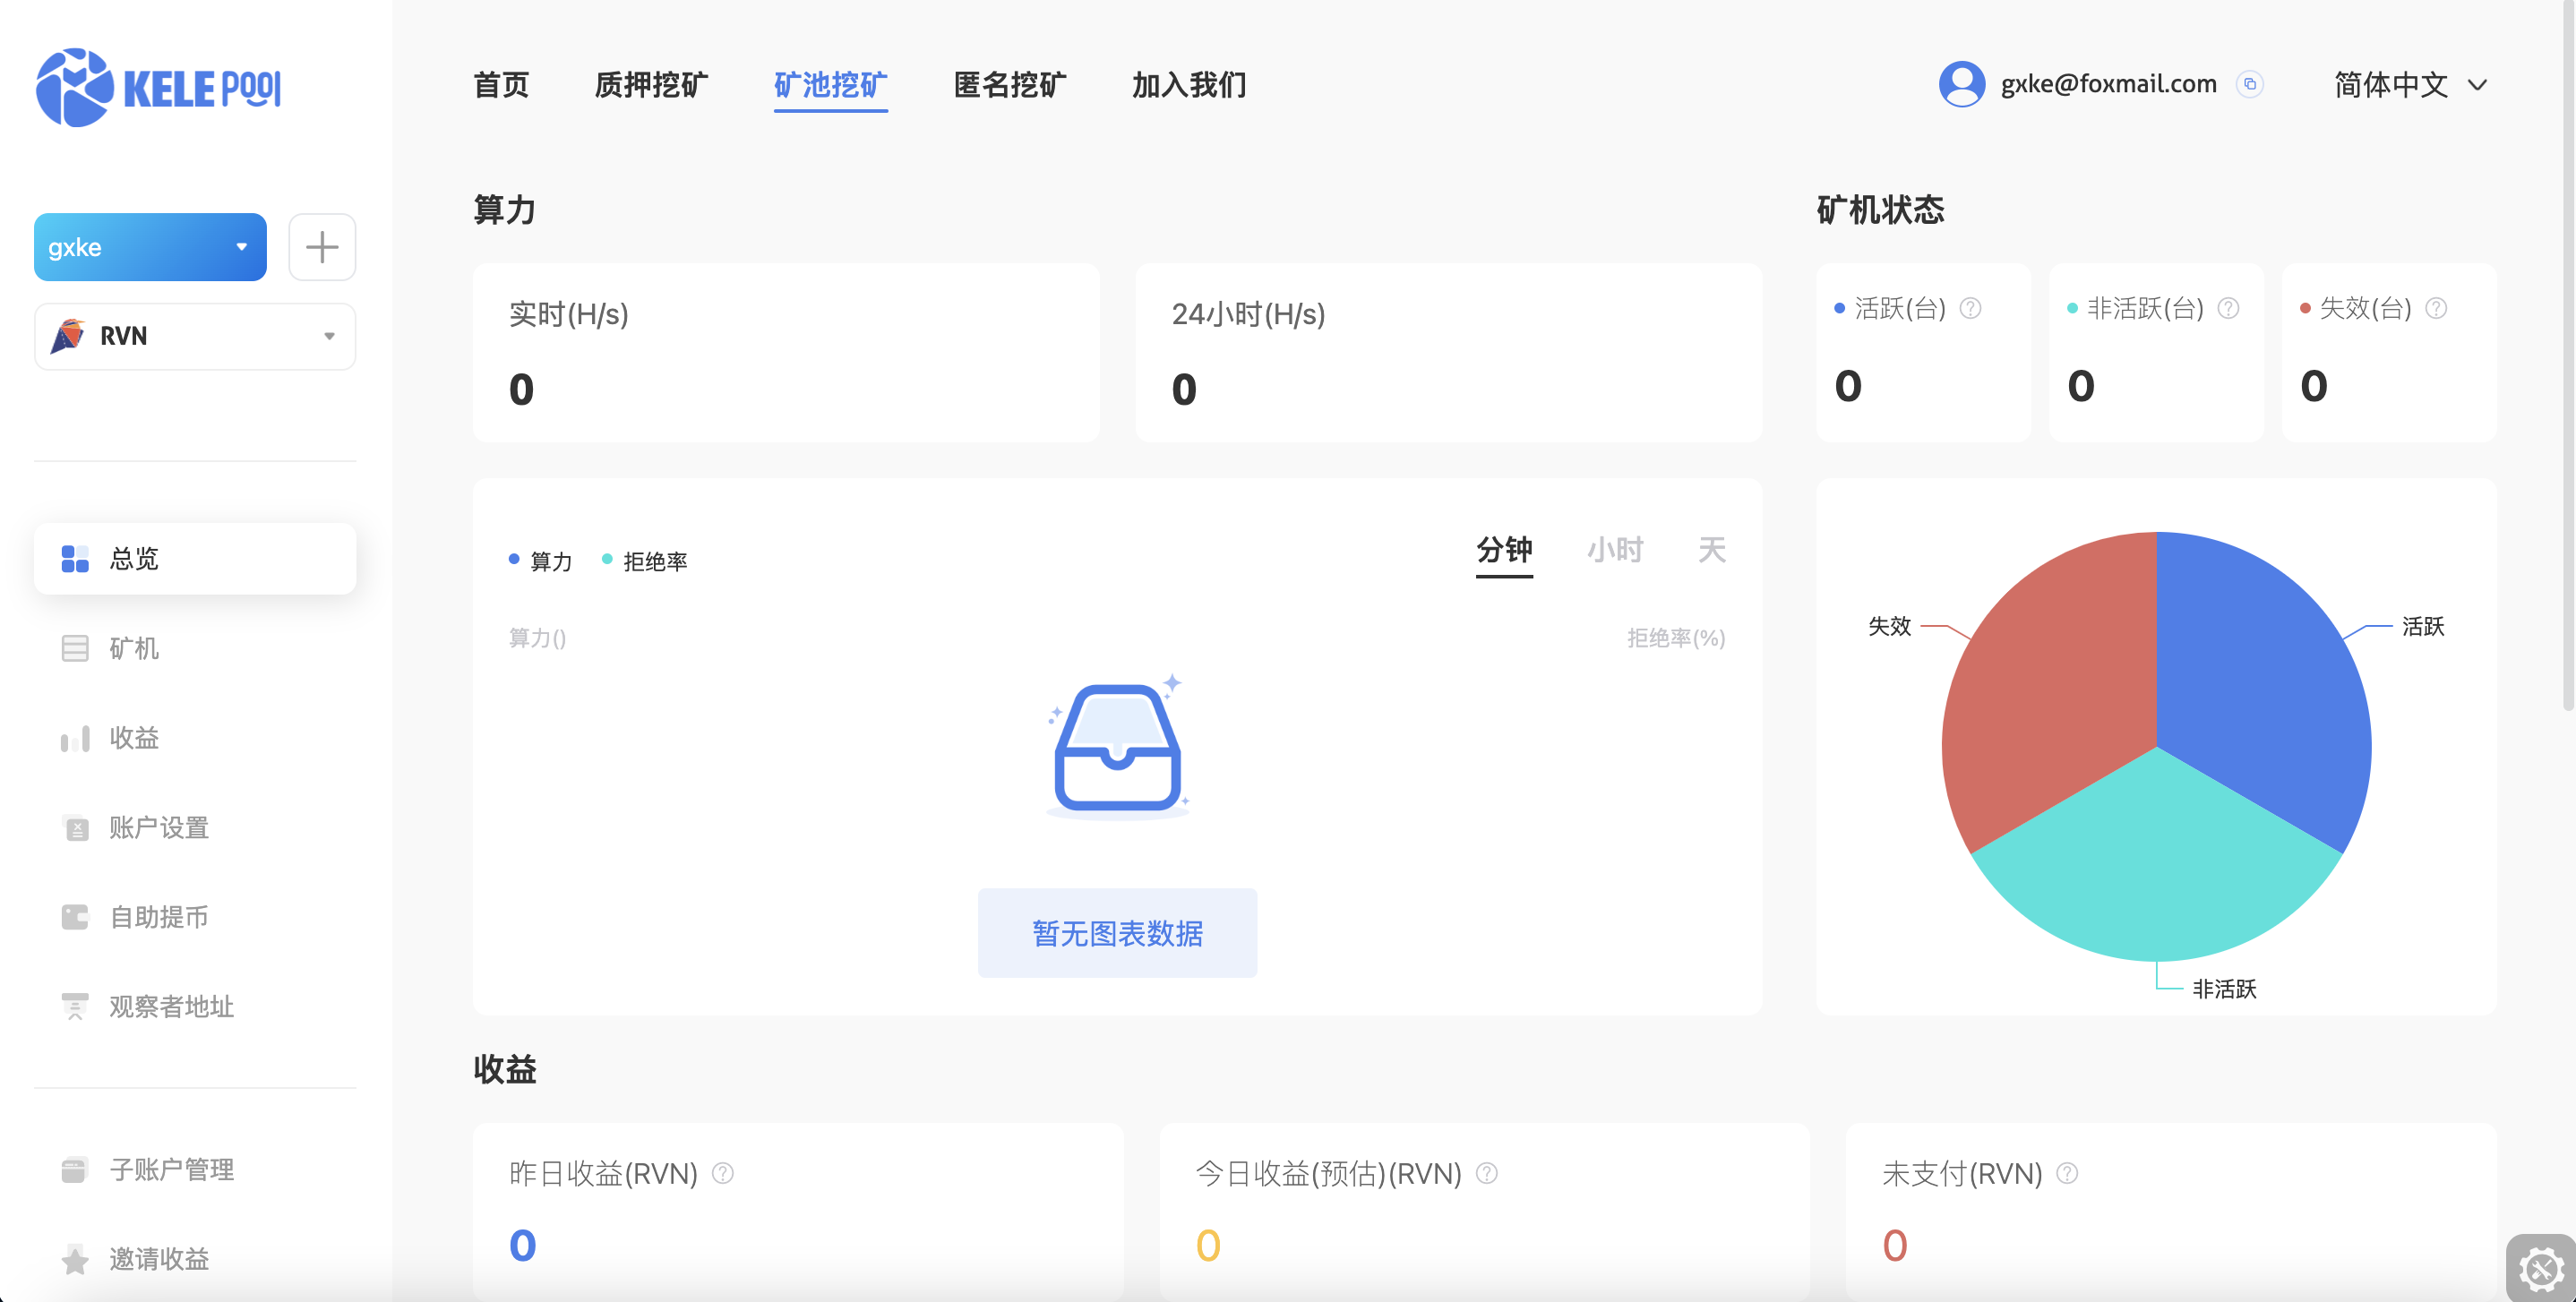 KELE POOL
首页 质押挖矿 矿池挖矿 匿名挖矿 加入我们
gxke@foxmail.com 简体中文
gxke
RVN
总览
矿机
收益
账户设置
自助提币
观察者地址
子账户管理
邀请收益
算力
实时(H/s)
0
24小时(H/s)
0
矿机状态
活跃(台)
0
非活跃(台)
0
失效(台)
0
算力 拒绝率
分钟 小时 天
算力() 拒绝率(%)
暂无图表数据
失效
活跃
非活跃
收益
昨日收益(RVN)
0
今日收益(预估)(RVN)
0
未支付(RVN)
0